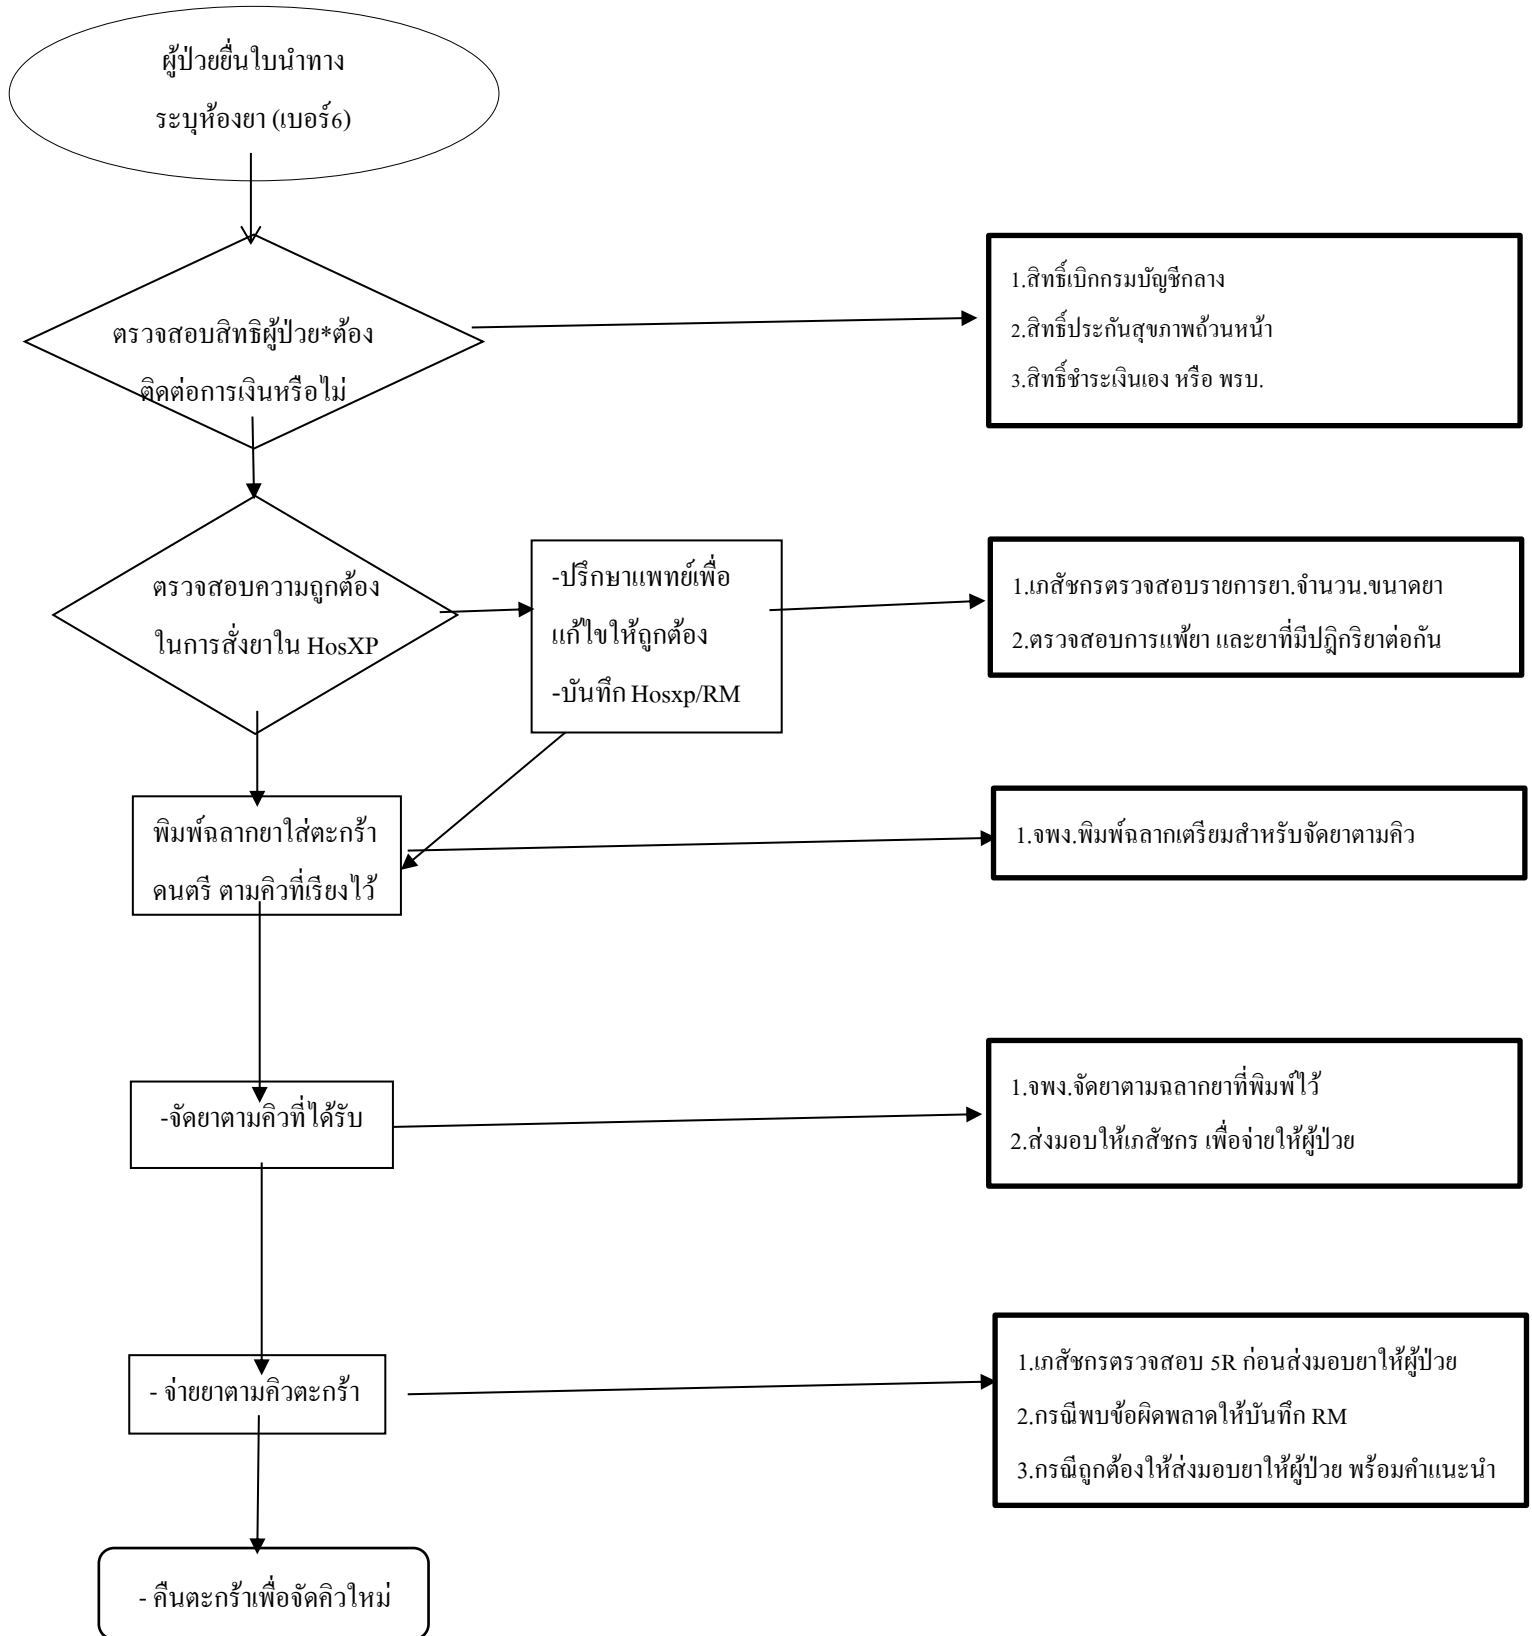 ผู้ป่วยยื่นใบนำทาง
ระบุห้องยา (เบอร์6)
ตรวจสอบสิทธิผู้ป่วย*ต้อง
ติดต่อการเงินหรือไม่
1.สิทธิ์เบิกกรมบัญชีกลาง
2.สิทธิ์ประกันสุขภาพถ้วนหน้า
3.สิทธิ์ชำระเงินเอง หรือ พรบ.
ตรวจสอบความถูกต้อง
ในการสั่งยาใน HosXP
-ปรึกษาแพทย์เพื่อ
แก้ไขให้ถูกต้อง
-บันทึก Hosxp/RM
1.เภสัชกรตรวจสอบรายการยา.จำนวน.ขนาดยา
2.ตรวจสอบการแพ้ยา และยาที่มีปฎิกริยาต่อกัน
พิมพ์ฉลากยาใส่ตะกร้า
ดนตรี ตามคิวที่เรียงไว้
1.จพง.พิมพ์ฉลากเตรียมสำหรับจัดยาตามคิว
-จัดยาตามคิวที่ได้รับ
1.จพง.จัดยาตามฉลากยาที่พิมพ์ไว้
2.ส่งมอบให้เภสัชกร เพื่อจ่ายให้ผู้ป่วย
- จ่ายยาตามคิวตะกร้า
1.เภสัชกรตรวจสอบ 5R ก่อนส่งมอบยาให้ผู้ป่วย
2.กรณีพบข้อผิดพลาดให้บันทึก RM
3.กรณีถูกต้องให้ส่งมอบยาให้ผู้ป่วย พร้อมคำแนะนำ
- คืนตะกร้าเพื่อจัดคิวใหม่